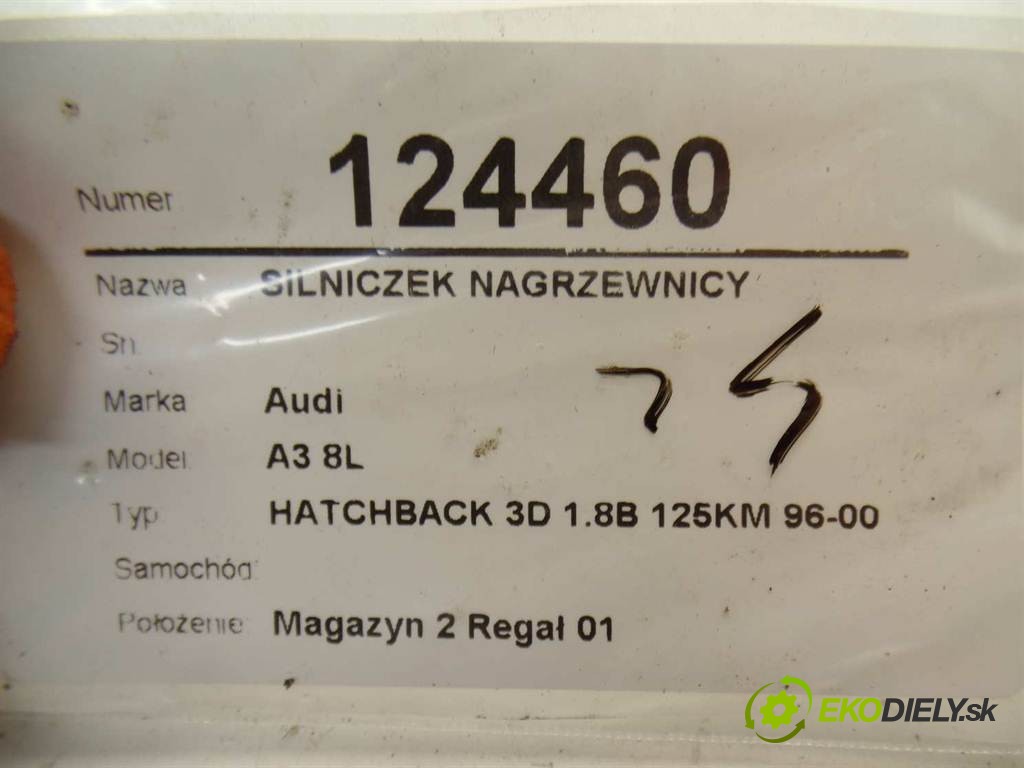 Numer 124460
Nazwa SILNICZEK NAGRZEWNICY
Sn
Marka Audi
Model A3 8L
Typ HATCHBACK 3D 1.8B 125KM 96-00
Samochód
Położenie Magazyn 2 Regał 01
EKODIELY.sk